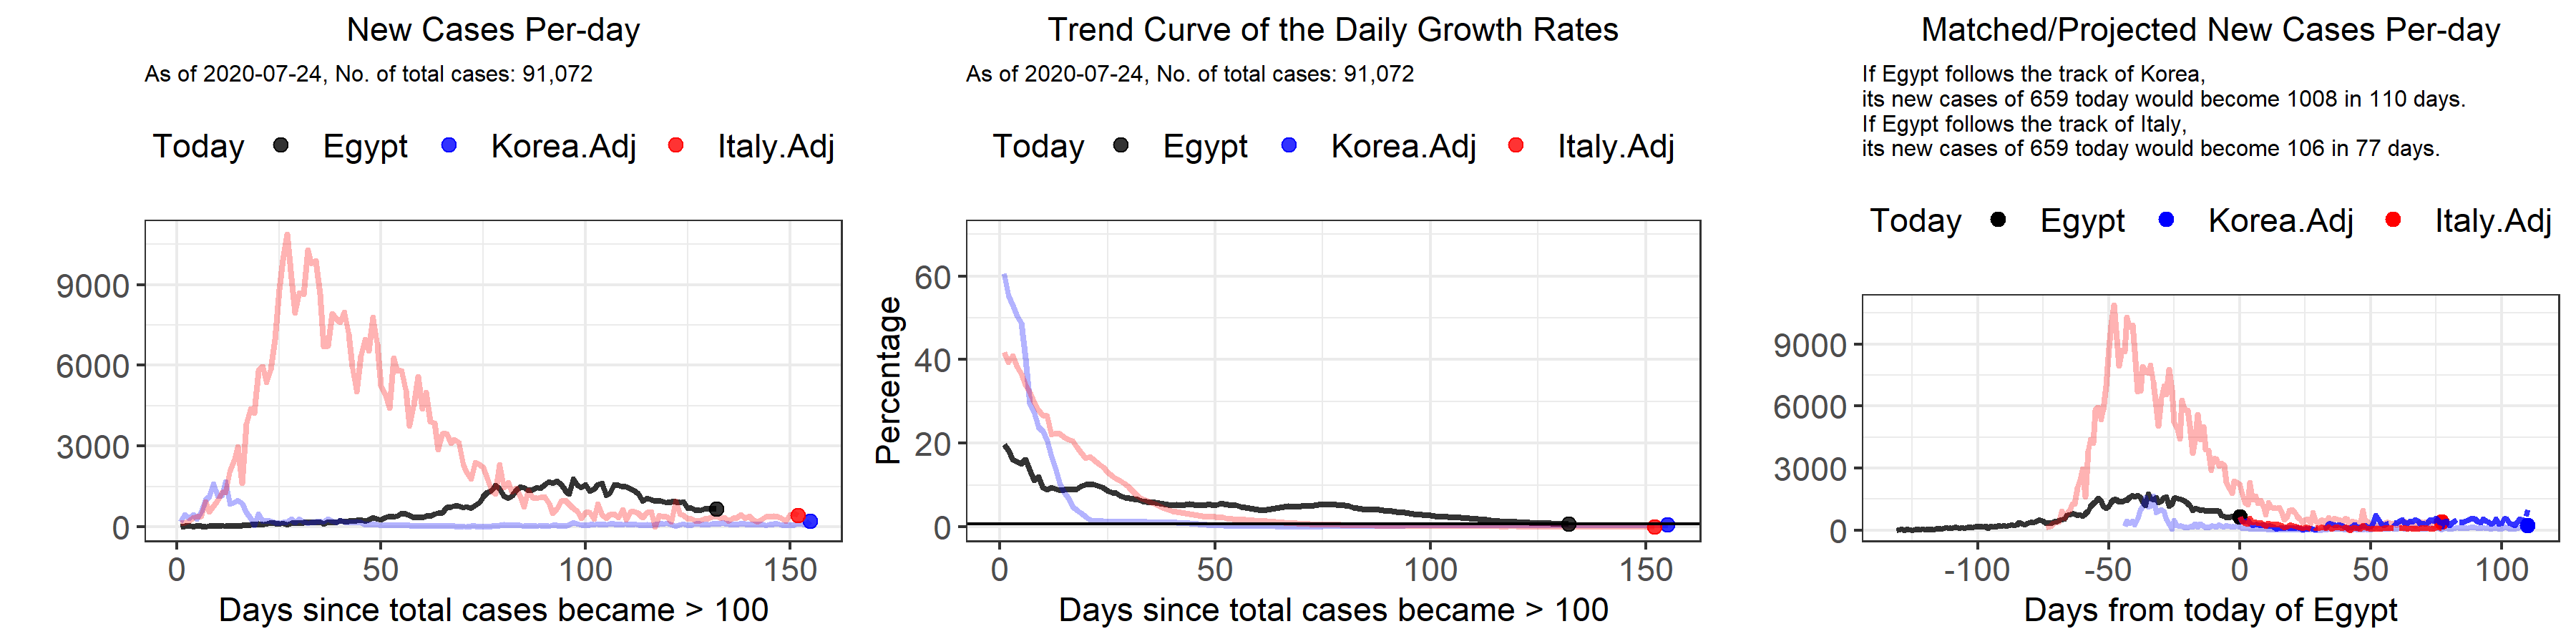 New Cases Per-day
As of 2020-07-24, No. of total cases: 91,072
Today Egypt Korea.Adj Italy.Adj
9000
6000
3000
0
0 50 100 150
Days since total cases became > 100
Trend Curve of the Daily Growth Rates
As of 2020-07-24, No. of total cases: 91,072
Today Egypt Korea.Adj Italy.Adj
Percentage
60
40
20
0
0 50 100 150
Days since total cases became > 100
Matched/Projected New Cases Per-day
If Egypt follows the track of Korea,
its new cases of 659 today would become 1008 in 110 days.
If Egypt follows the track of Italy,
its new cases of 659 today would become 106 in 77 days.
Today Egypt Korea.Adj Italy.Adj
9000
6000
3000
0
-100 -50 0 50 100
Days from today of Egypt